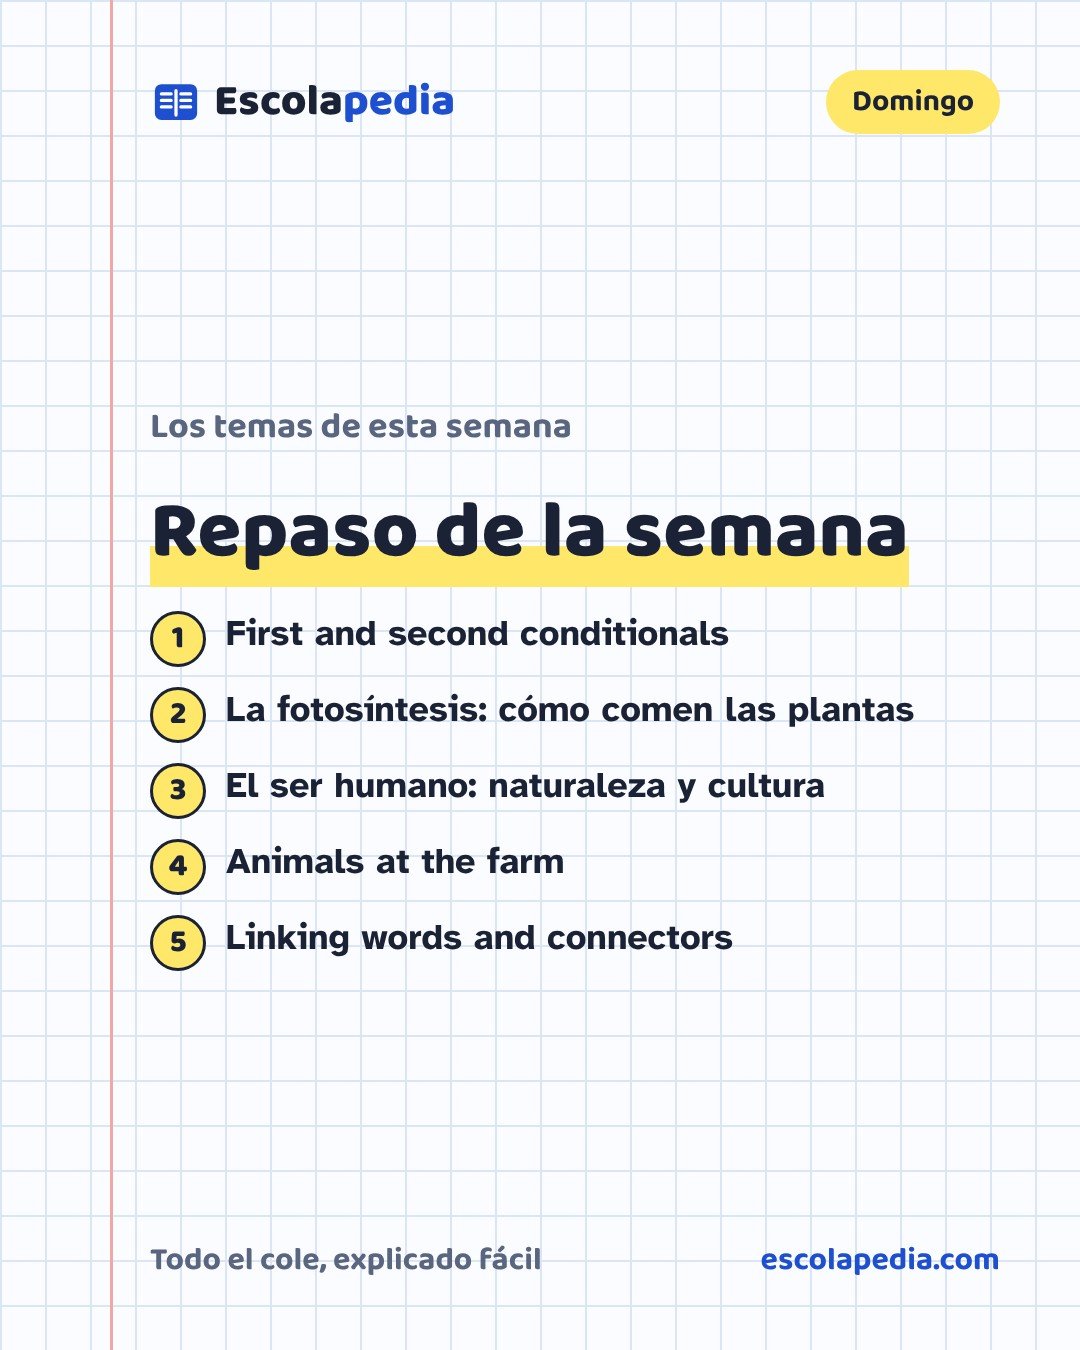 Escolapedia
Domingo
Los temas de esta semana
Repaso de la semana
1 First and second conditionals
2 La fotosíntesis: cómo comen las plantas
3 El ser humano: naturaleza y cultura
4 Animals at the farm
5 Linking words and connectors
Todo el cole, explicado fácil
escolapedia.com